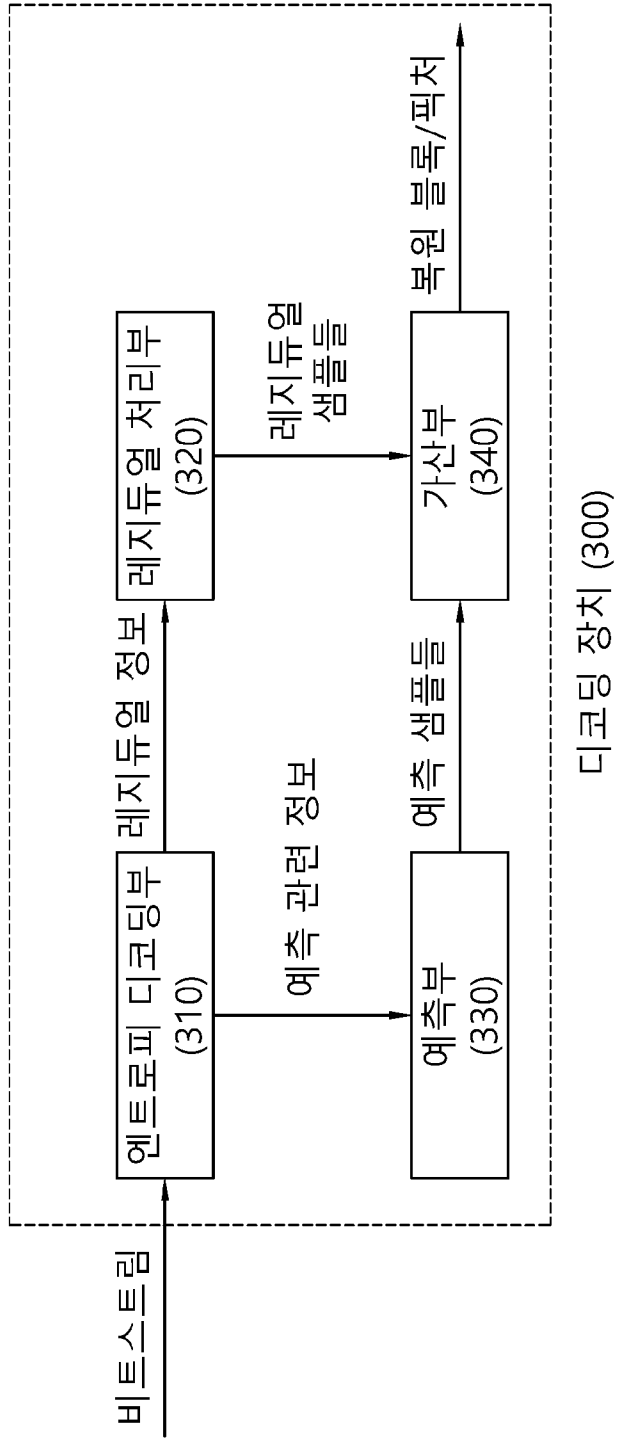 비트스트림
엔트로피 디코딩부
(310)
레지듀얼 정보
레지듀얼 처리부
(320)
예측 관련 정보
레지듀얼
샘플들
예측부
(330)
예측 샘플들
가산부
(340)
복원 블록/픽처
디코딩 장치 (300)